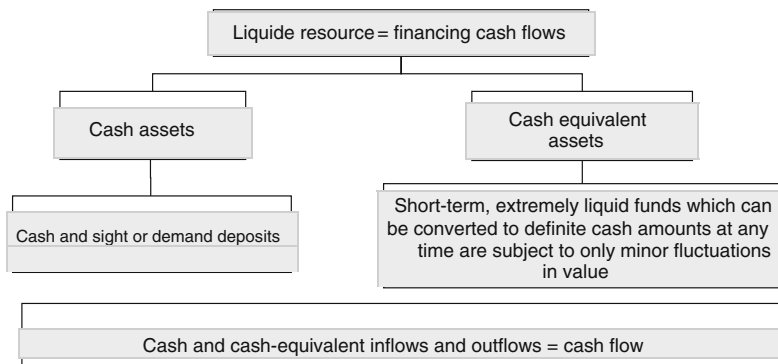 Liquide resource = financing cash flows
Cash assets
Cash equivalent
assets
Cash and sight or demand deposits
Short-term, extremely liquid funds which can
be converted to definite cash amounts at any
time are subject to only minor fluctuations
in value
Cash and cash-equivalent inflows and outflows = cash flow